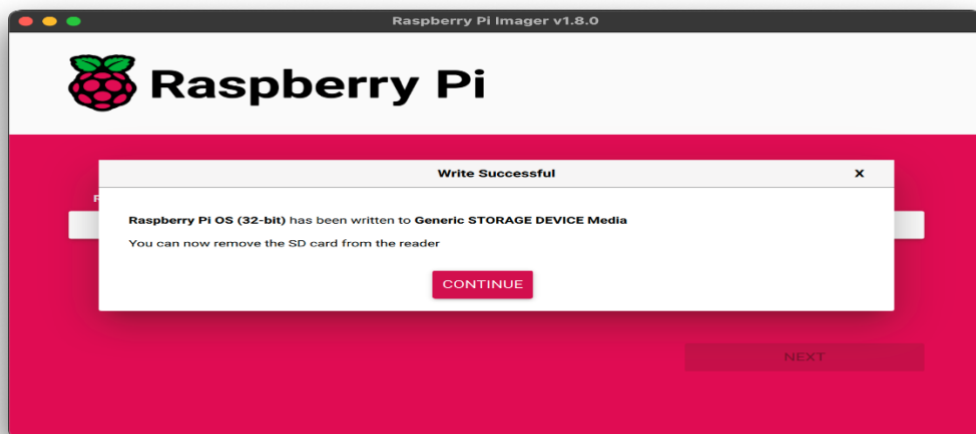 Raspberry Pi Imager v1.8.0
Raspberry Pi
Write Successful
x
Raspberry Pi OS (32-bit) has been written to Generic STORAGE DEVICE Media
You can now remove the SD card from the reader
CONTINUE
NEXT